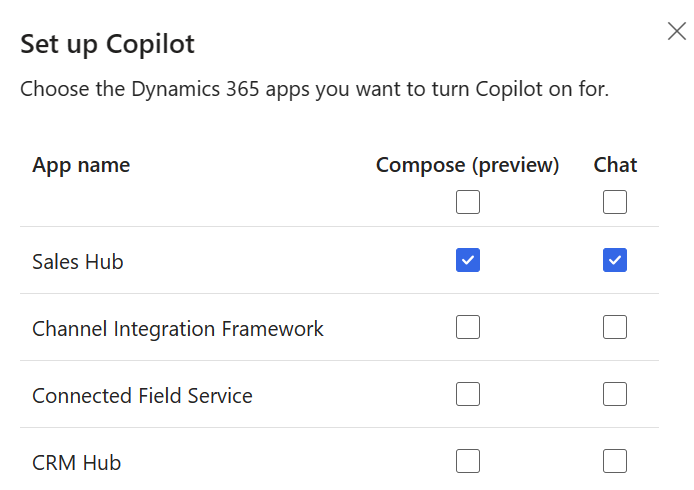 Set up Copilot
Choose the Dynamics 365 apps you want to turn Copilot on for.
App name Compose (preview) Chat
Sales Hub
Channel Integration Framework
Connected Field Service
CRM Hub